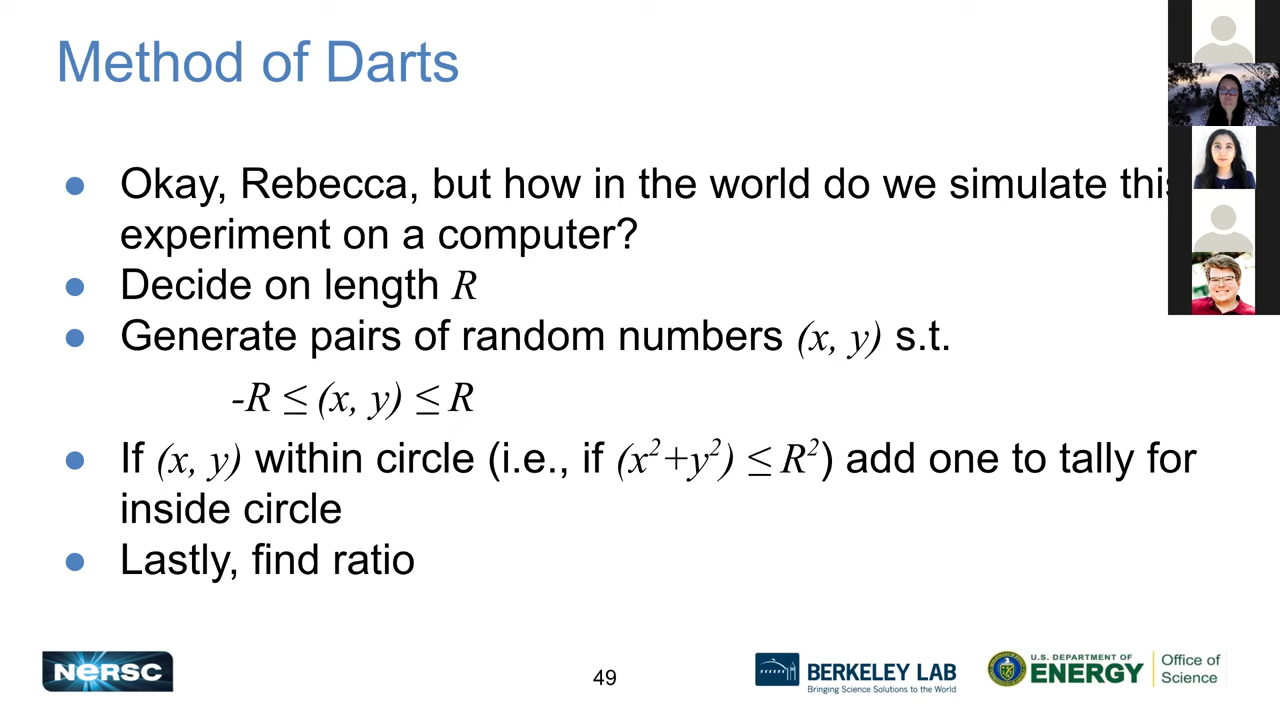 Method of Darts
● Okay, Rebecca, but how in the world do we simulate this
experiment on a computer?
● Decide on length R
● Generate pairs of random numbers (x, y) s.t.
-R ≤ (x, y) ≤ R
● If (x, y) within circle (i.e., if (x²+y²) ≤ R²) add one to tally for
inside circle
● Lastly, find ratio
NERSC
49
BERKELEY LAB
Bringing Science Solutions to the World
U.S. DEPARTMENT OF
ENERGY
Office of
Science